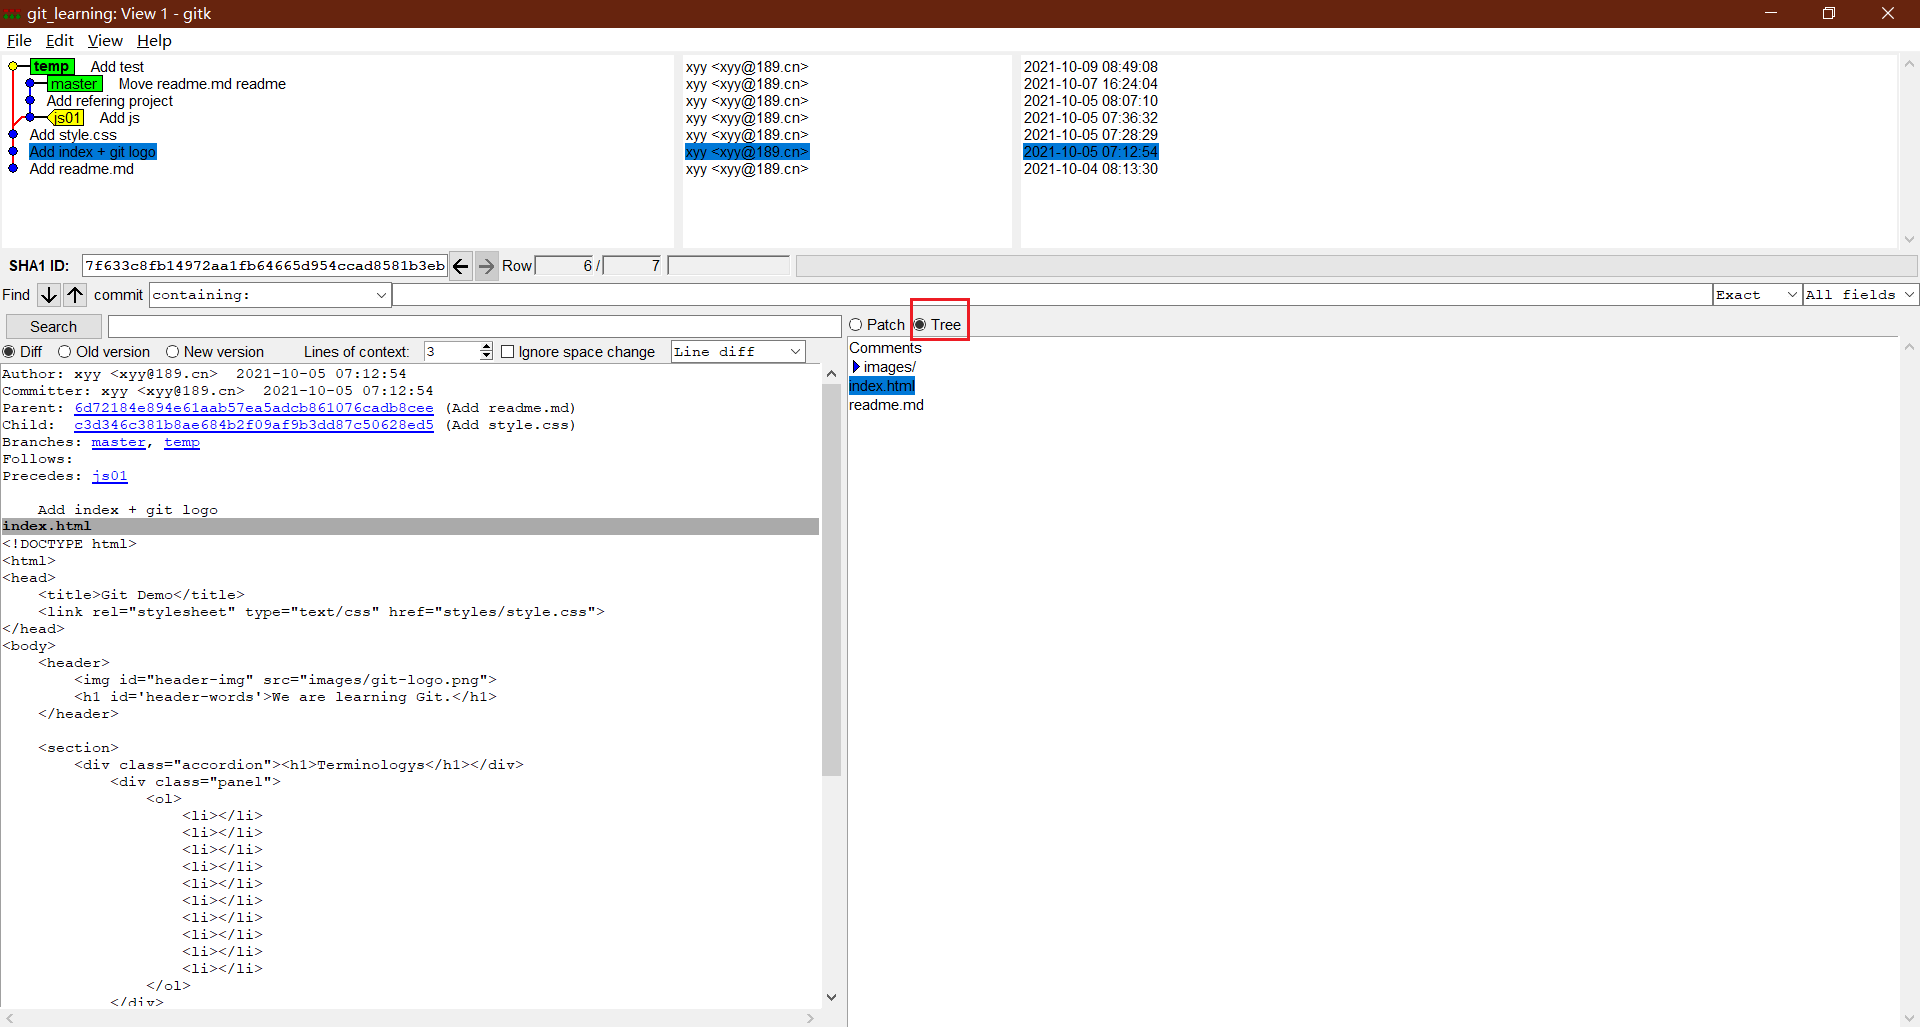 git_learning: View 1 - gitk
File Edit View Help
temp Add test xyy <xyy@189.cn> 2021-10-09 08:49:08
master Move readme.md readme xyy <xyy@189.cn> 2021-10-07 16:24:04
Add refering project xyy <xyy@189.cn> 2021-10-05 08:07:10
js01 Add js xyy <xyy@189.cn> 2021-10-05 07:36:32
Add style.css xyy <xyy@189.cn> 2021-10-05 07:28:29
Add index + git logo xyy <xyy@189.cn> 2021-10-05 07:12:54
Add readme.md xyy <xyy@189.cn> 2021-10-04 08:13:30
SHA1 ID: 7f633c8fb14972aa1fb64665d954ccad8581b3eb Row 6 / 7
Find commit containing: Exact All fields
Search
Patch Tree
Diff Old version New version Lines of context: 3 Ignore space change Line diff
Comments
images/
index.html
readme.md
Author: xyy <xyy@189.cn> 2021-10-05 07:12:54
Committer: xyy <xyy@189.cn> 2021-10-05 07:12:54
Parent: 6d72184e894e61aab57ea5adcb861076cadb8cee (Add readme.md)
Child: c3d346c381b8ae684b2f09af9b3dd87c50628ed5 (Add style.css)
Branches: master, temp
Follows:
Precedes: js01
Add index + git logo
index.html
<!DOCTYPE html>
<html>
<head>
<title>Git Demo</title>
<link rel="stylesheet" type="text/css" href="styles/style.css">
</head>
<body>
<header>
<img id="header-img" src="images/git-logo.png">
<h1 id='header-words'>We are learning Git.</h1>
</header>
<section>
<div class="accordion"><h1>Terminologys</h1></div>
<div class="panel">
<ol>
<li></li>
<li></li>
<li></li>
<li></li>
<li></li>
<li></li>
<li></li>
<li></li>
<li></li>
<li></li>
</ol>
</div>